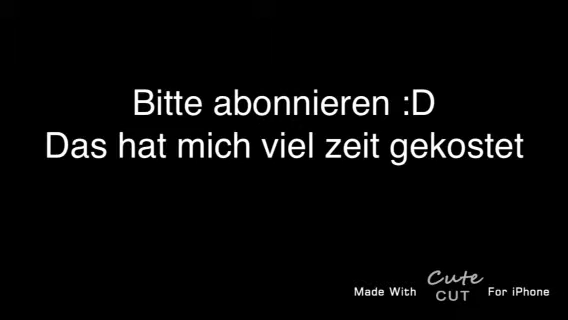 Bitte abonnieren :D
Das hat mich viel zeit gekostet
Made With Cute CUT For iPhone